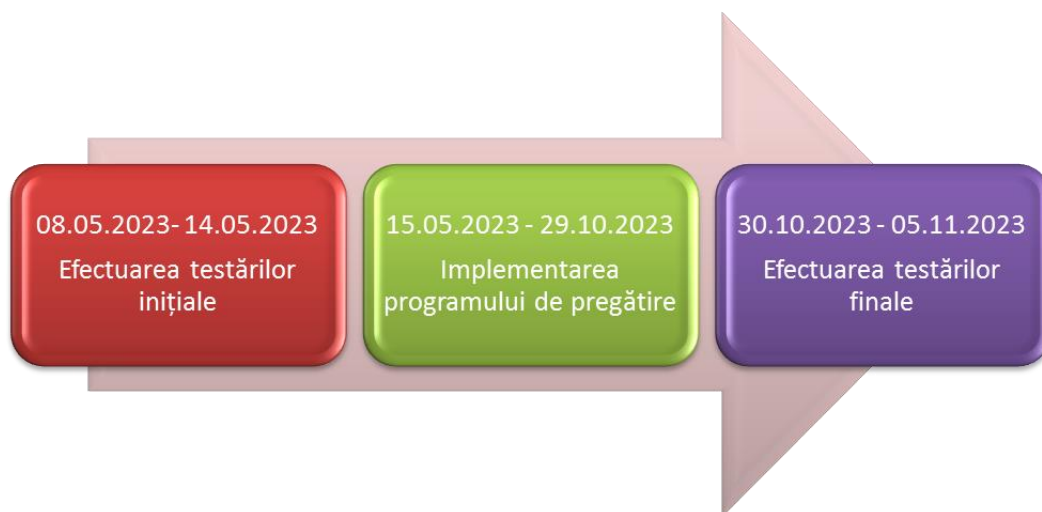 08.05.2023- 14.05.2023
Efectuarea testărilor
inițiale
15.05.2023 - 29.10.2023
Implementarea
programului de pregătire
30.10.2023 - 05.11.2023
Efectuarea testărilor
finale